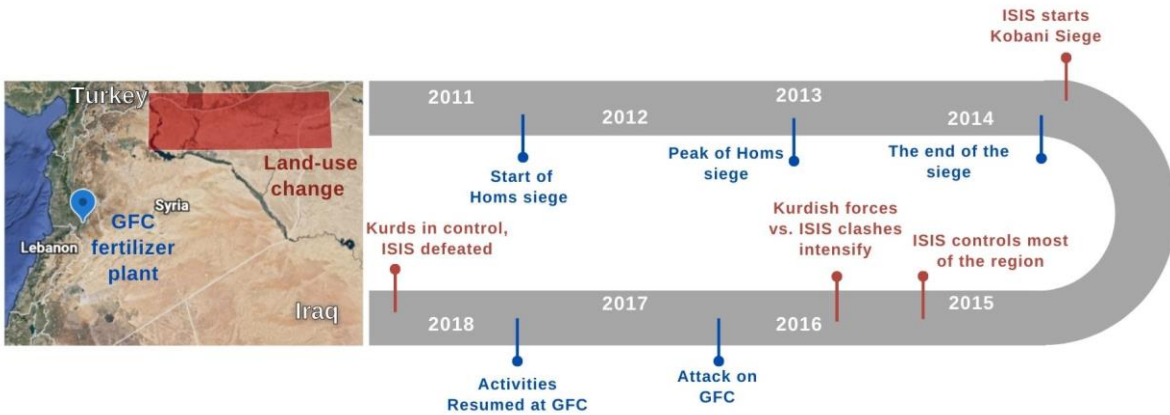 Turkey
Land-use
change
Syria
GFC
fertilizer
plant
Lebanon
Iraq
ISIS starts
Kobani Siege
2011
2012
2013
2014
Start of
Homs siege
Peak of Homs
siege
The end of the
siege
Kurds in control,
ISIS defeated
Kurdish forces
vs. ISIS clashes
intensify
ISIS controls most
of the region
2018
2017
2016
2015
Activities
Resumed at GFC
Attack on
GFC